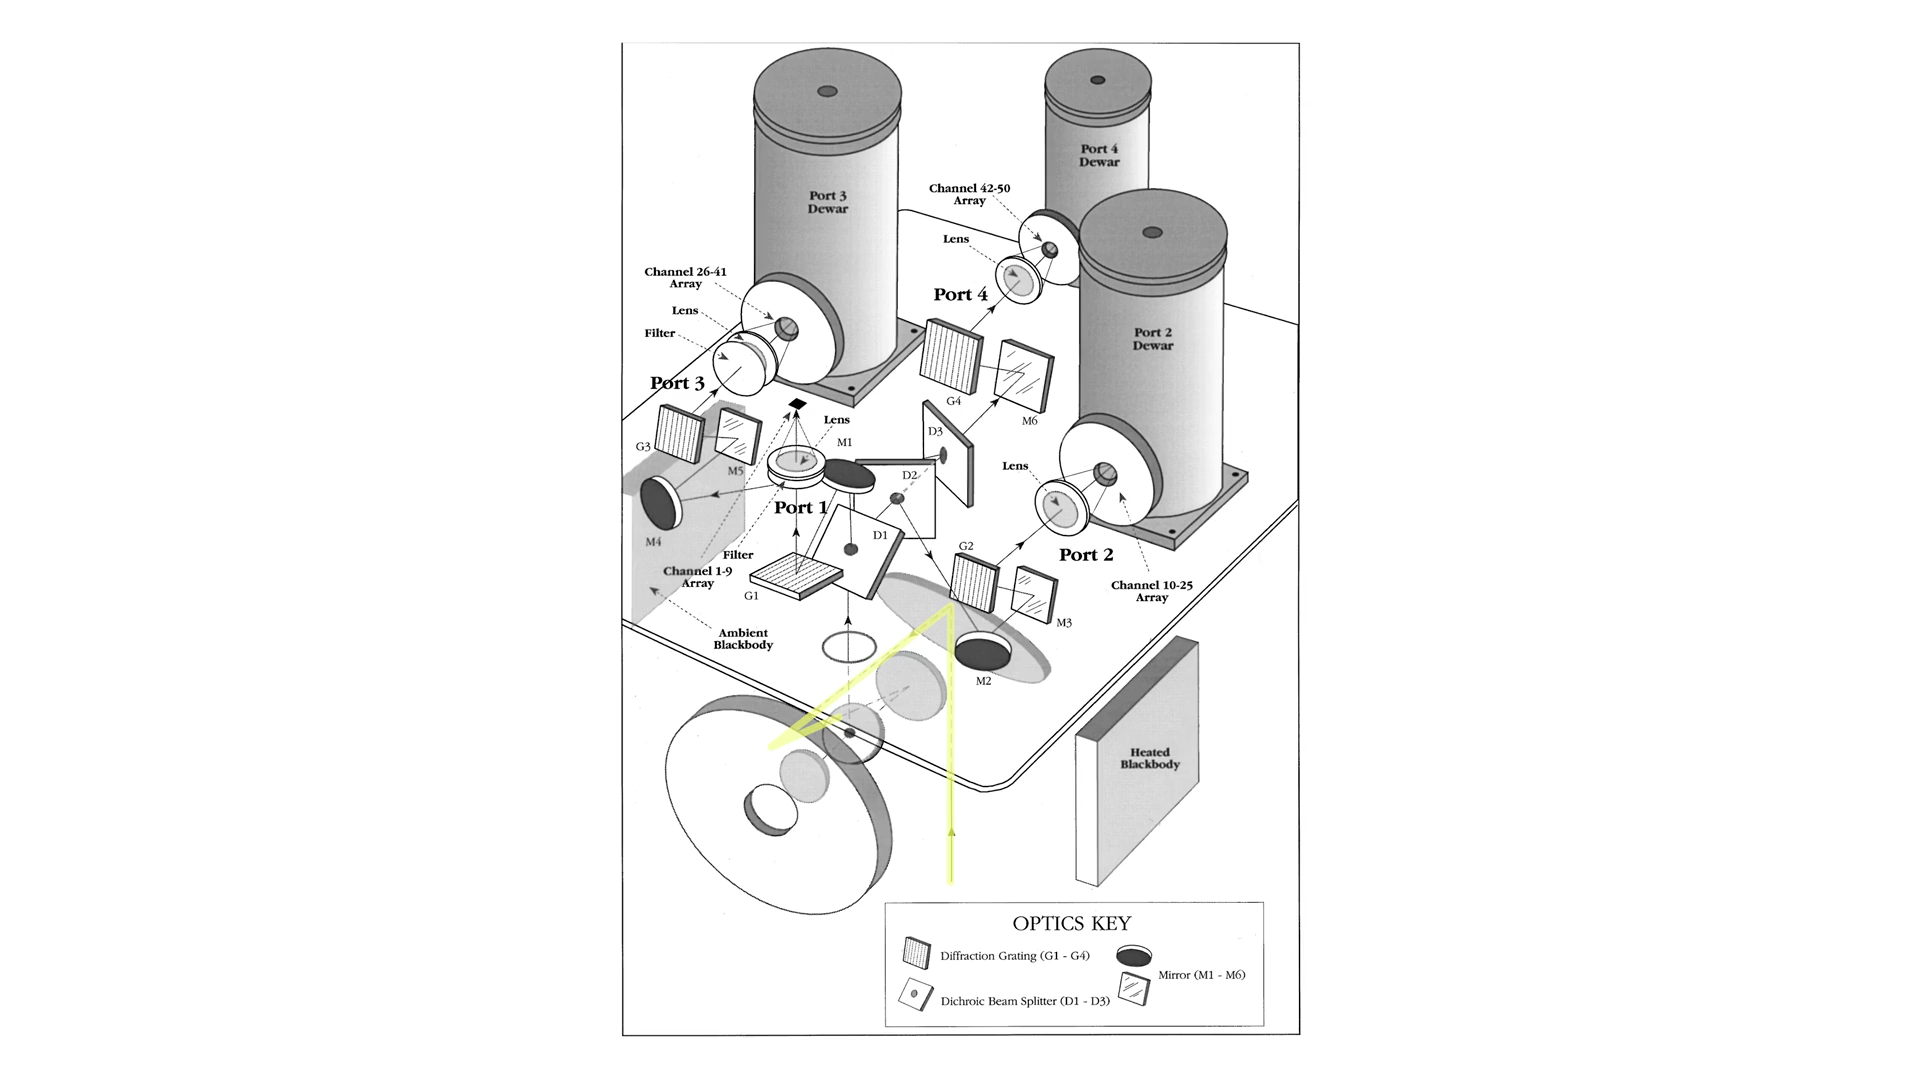 Port 4
Dewar
Port 3
Dewar
Channel 42-50
Array
Lens
Port 2
Dewar
Channel 26-41
Array
Lens
Filter
Port 4
Port 3
G4
M6
Lens
M1
D3
G3
M5
D2
Lens
Port 1
D1
M4
Filter
G2
Port 2
Channel 1-9
Array
G1
Channel 10-25
Array
M3
Ambient
Blackbody
M2
Heated
Blackbody
OPTICS KEY
Diffraction Grating (G1 - G4)
Mirror (M1 - M6)
Dichroic Beam Splitter (D1 - D3)